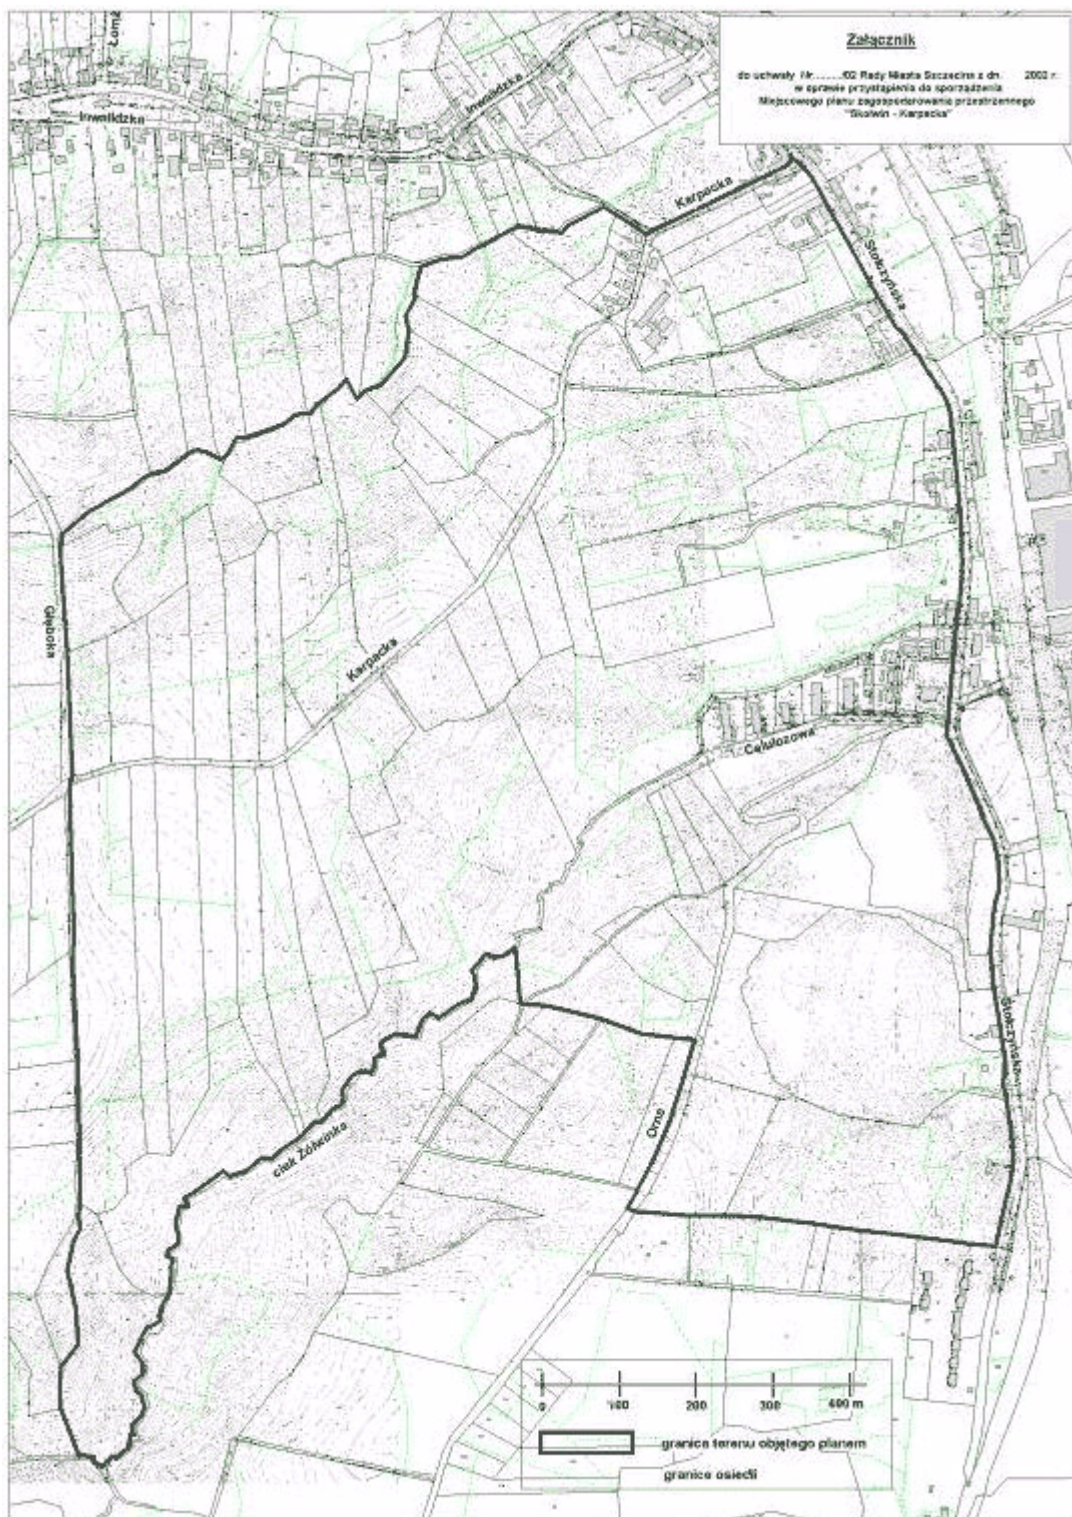 Załącznik
do uchwały Nr.........../02 Rady Miasta Szczecina z dn. 2002 r.
w sprawie przystąpienia do sporządzenia
Miejscowego planu zagospodarowania przestrzennego
"Skolwin - Karpacka"
Inwalidzka
Inwalidzka
Karpacka
Stołczyńska
Głęboka
Karpacka
Celulozowa
Stołczyńska
Orna
ciek Żółwinka
0 100 200 300 400 m
granica terenu objętego planem
granice osiedli